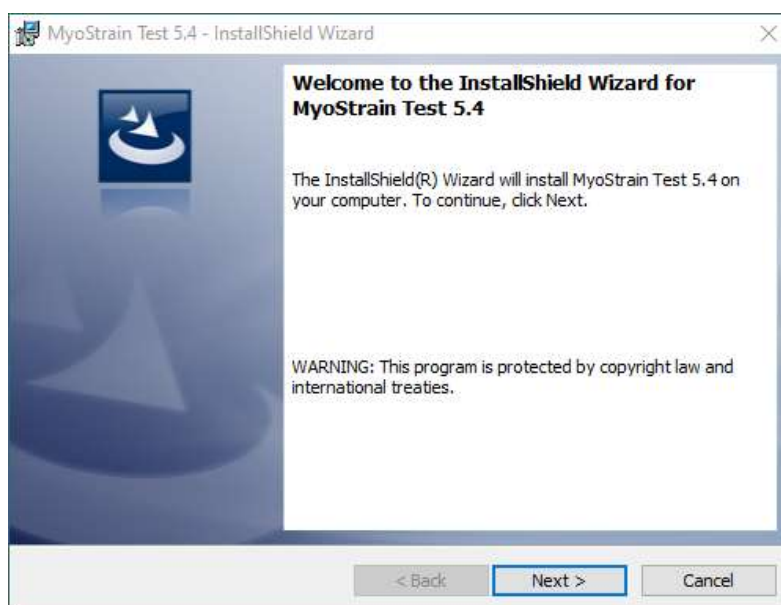 MyoStrain Test 5.4 - InstallShield Wizard
Welcome to the InstallShield Wizard for
MyoStrain Test 5.4
The InstallShield(R) Wizard will install MyoStrain Test 5.4 on
your computer. To continue, click Next.
WARNING: This program is protected by copyright law and
international treaties.
< Back Next > Cancel